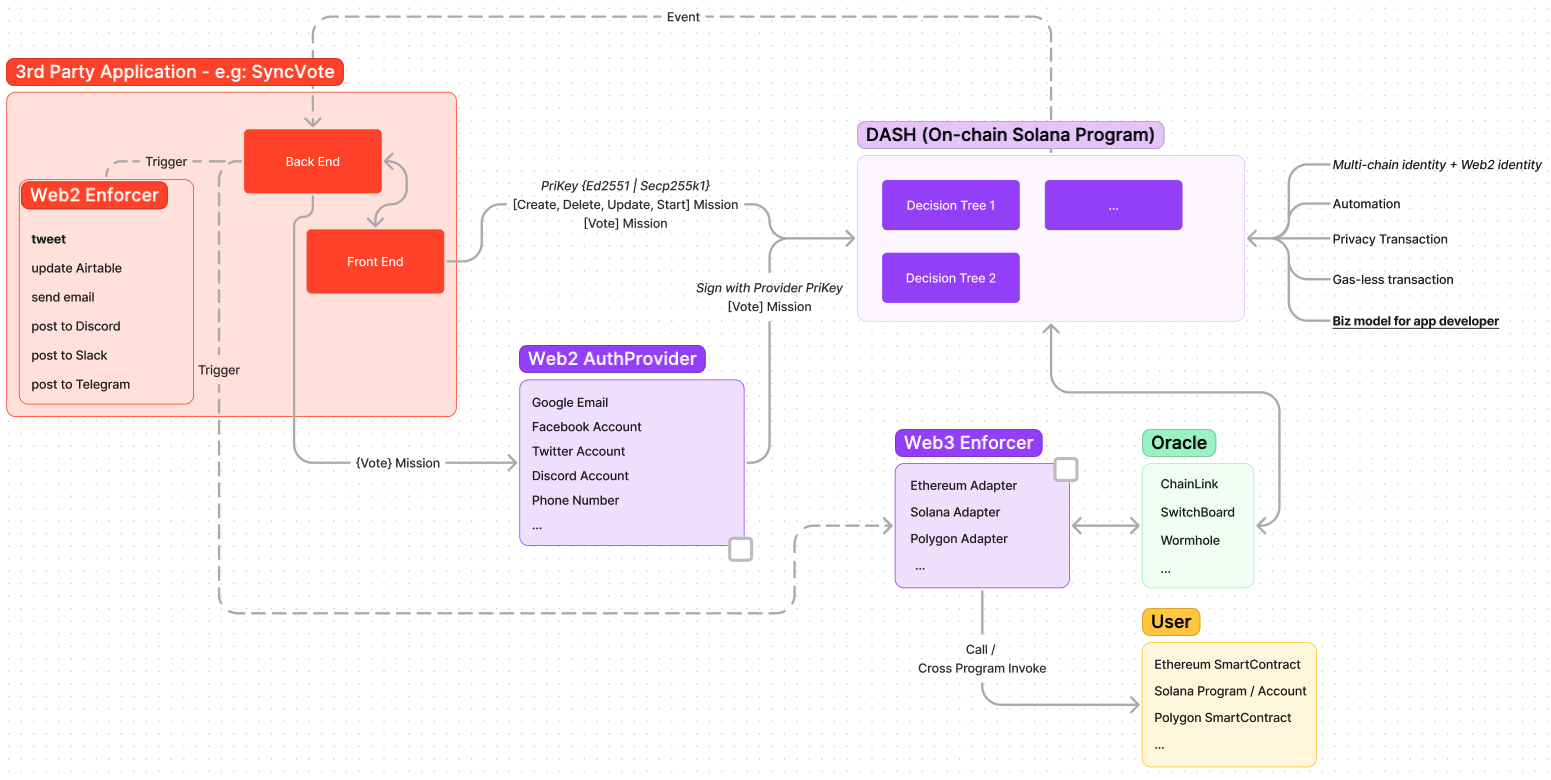 Event
3rd Party Application - e.g: SyncVote
Back End
Trigger
Web2 Enforcer
tweet
update Airtable
send email
post to Discord
post to Slack
post to Telegram
Front End
Trigger
PriKey {Ed2551 | Secp255k1}
[Create, Delete, Update, Start] Mission
[Vote] Mission
Sign with Provider PriKey
[Vote] Mission
DASH (On-chain Solana Program)
Decision Tree 1
...
Decision Tree 2
Multi-chain identity + Web2 identity
Automation
Privacy Transaction
Gas-less transaction
Biz model for app developer
{Vote} Mission
Web2 AuthProvider
Google Email
Facebook Account
Twitter Account
Discord Account
Phone Number
...
Web3 Enforcer
Ethereum Adapter
Solana Adapter
Polygon Adapter
...
Oracle
ChainLink
SwitchBoard
Wormhole
...
Call /
Cross Program Invoke
User
Ethereum SmartContract
Solana Program / Account
Polygon SmartContract
...